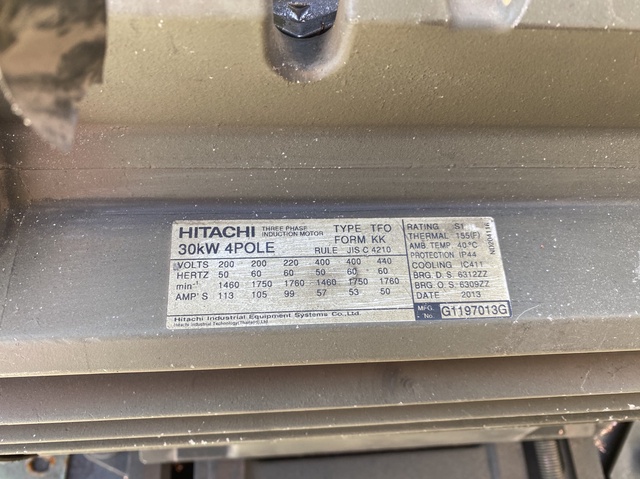 HITACHI THREE PHASE INDUCTION MOTOR TYPE TFO
30kW 4POLE FORM KK
RULE JIS C 4210
VOLTS 200 200 220 400 400 440
HERTZ 50 60 60 50 60 60
min⁻¹ 1460 1750 1760 1460 1750 1760
AMP'S 113 105 99 57 53 50
Hitachi Industrial Equipment Systems Co.,Ltd.
RATING S1
THERMAL 155(F)
AMB TEMP 40°C
PROTECTION IP44
COOLING IC411
BRG. D. S. 6312ZZ
BRG. O. S. 6309ZZ
DATE 2013
MFG. No. G1197013G